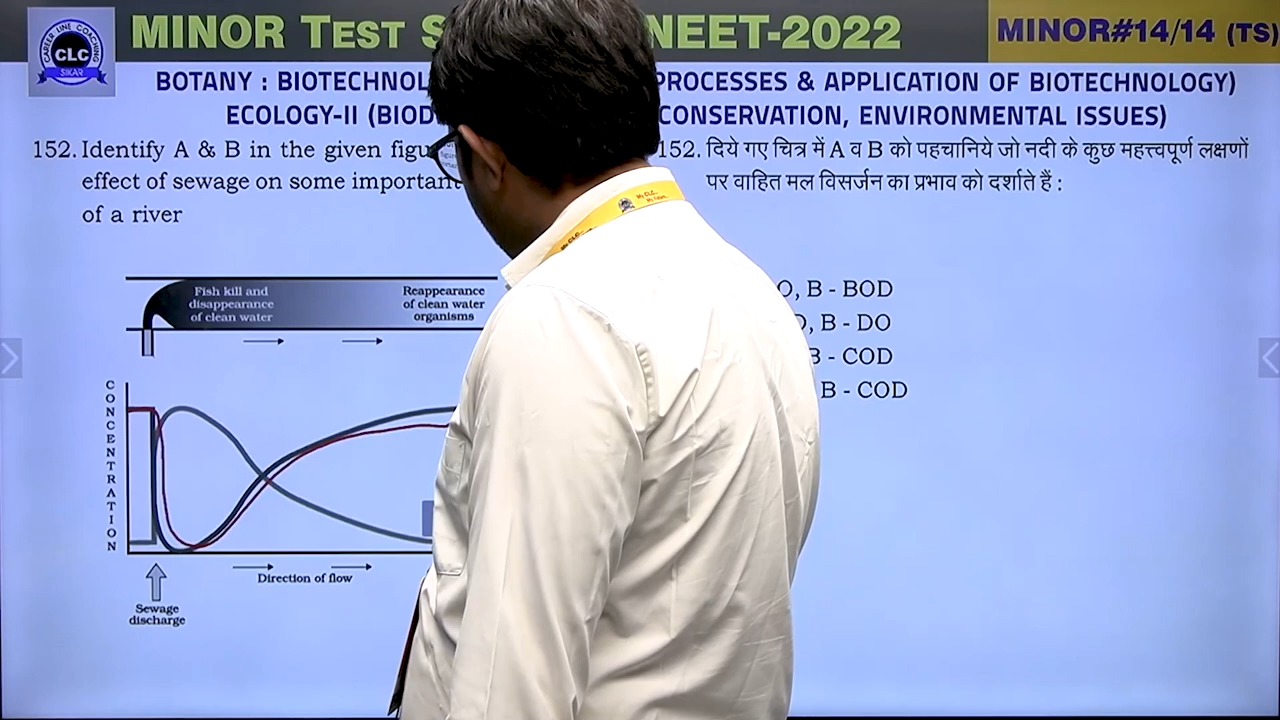 CAREER LINE COACHING
CLC
SIKAR
MINOR TEST S NEET-2022
MINOR#14/14 (TS)
BOTANY : BIOTECHNOL PROCESSES & APPLICATION OF BIOTECHNOLOGY)
ECOLOGY-II (BIOD CONSERVATION, ENVIRONMENTAL ISSUES)
152. Identify A & B in the given figu
effect of sewage on some important
of a river
152. दिये गए चित्र में A व B को पहचानिये जो नदी के कुछ महत्त्वपूर्ण लक्षणों
पर वाहित मल विसर्जन का प्रभाव को दर्शाते हैं :
Fish kill and
disappearance
of clean water
Reappearance
of clean water
organisms
O, B - BOD
B - DO
B - COD
B - COD
CONCENTRATION
Direction of flow
Sewage
discharge